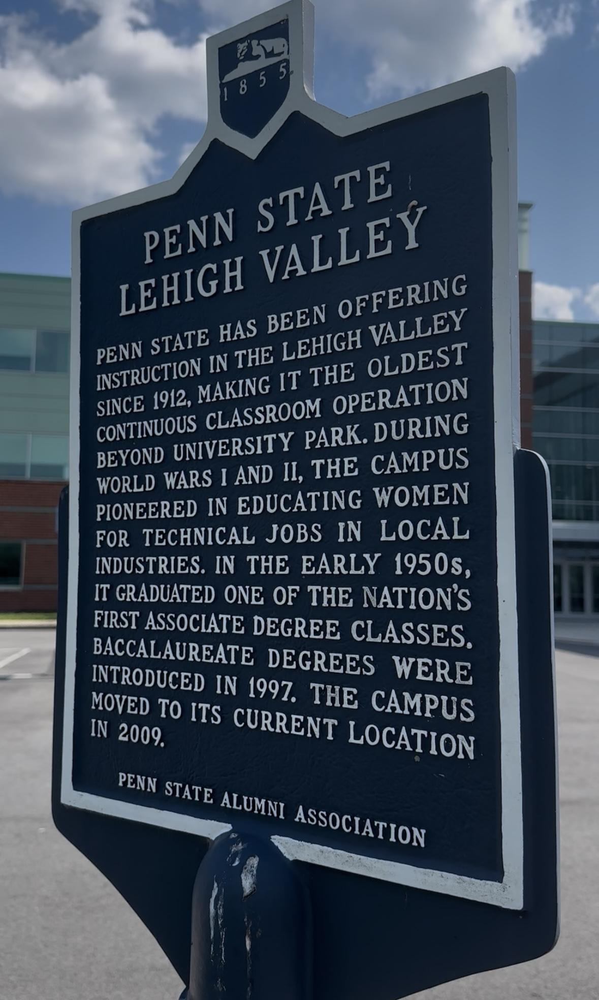 1855
PENN STATE
LEHIGH VALLEY
PENN STATE HAS BEEN OFFERING
INSTRUCTION IN THE LEHIGH VALLEY
SINCE 1912, MAKING IT THE OLDEST
CONTINUOUS CLASSROOM OPERATION
BEYOND UNIVERSITY PARK. DURING
WORLD WARS I AND II, THE CAMPUS
PIONEERED IN EDUCATING WOMEN
FOR TECHNICAL JOBS IN LOCAL
INDUSTRIES. IN THE EARLY 1950s,
IT GRADUATED ONE OF THE NATION'S
FIRST ASSOCIATE DEGREE CLASSES.
BACCALAUREATE DEGREES WERE
INTRODUCED IN 1997. THE CAMPUS
MOVED TO ITS CURRENT LOCATION
IN 2009.
PENN STATE ALUMNI ASSOCIATION